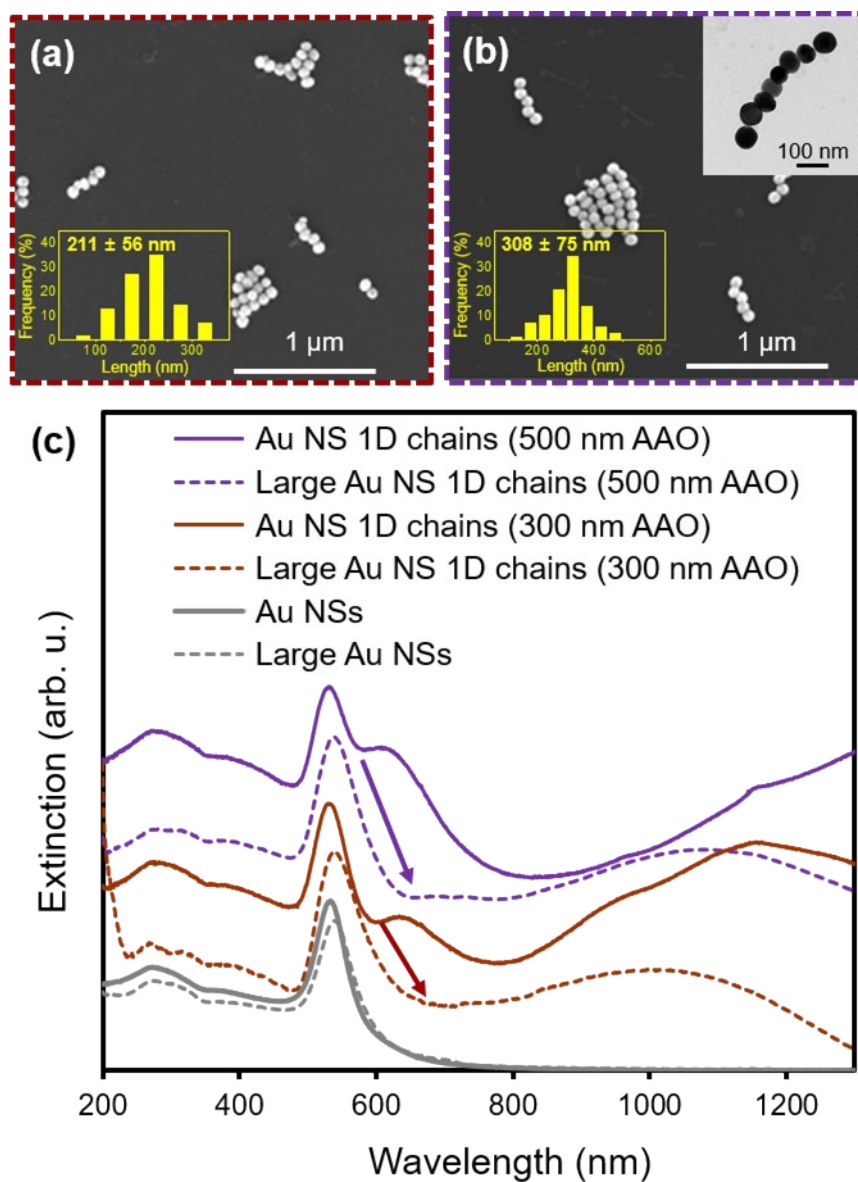 (a)
211 ± 56 nm
Frequency (%)
40
30
20
10
0
100
200
300
Length (nm)
1 µm
(b)
100 nm
308 ± 75 nm
Frequency (%)
40
30
20
10
0
200
400
600
Length (nm)
1 µm
(c)
Au NS 1D chains (500 nm AAO)
Large Au NS 1D chains (500 nm AAO)
Au NS 1D chains (300 nm AAO)
Large Au NS 1D chains (300 nm AAO)
Au NSs
Large Au NSs
Extinction (arb. u.)
200 400 600 800 1000 1200
Wavelength (nm)